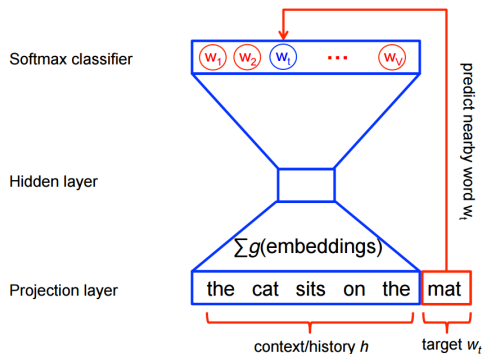 Softmax classifier
w1 w2 wt ... wV
predict nearby word wt
Hidden layer
∑g(embeddings)
Projection layer
the cat sits on the mat
context/history h
target wt